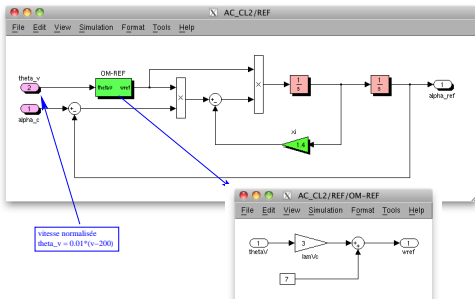 AC_CL2/REF
File Edit View Simulation Format Tools Help
OM-REF
theta_v
2
thetaV wref
1
alpha_c
×
×
1
s
1
s
1
alpha_ref
xi
1.4
AC_CL2/REF/OM-REF
File Edit View Simulation Format Tools Help
1
thetaV
3
lamVc
1
wref
7
vitesse normalisée
theta_v = 0.01*(v−200)